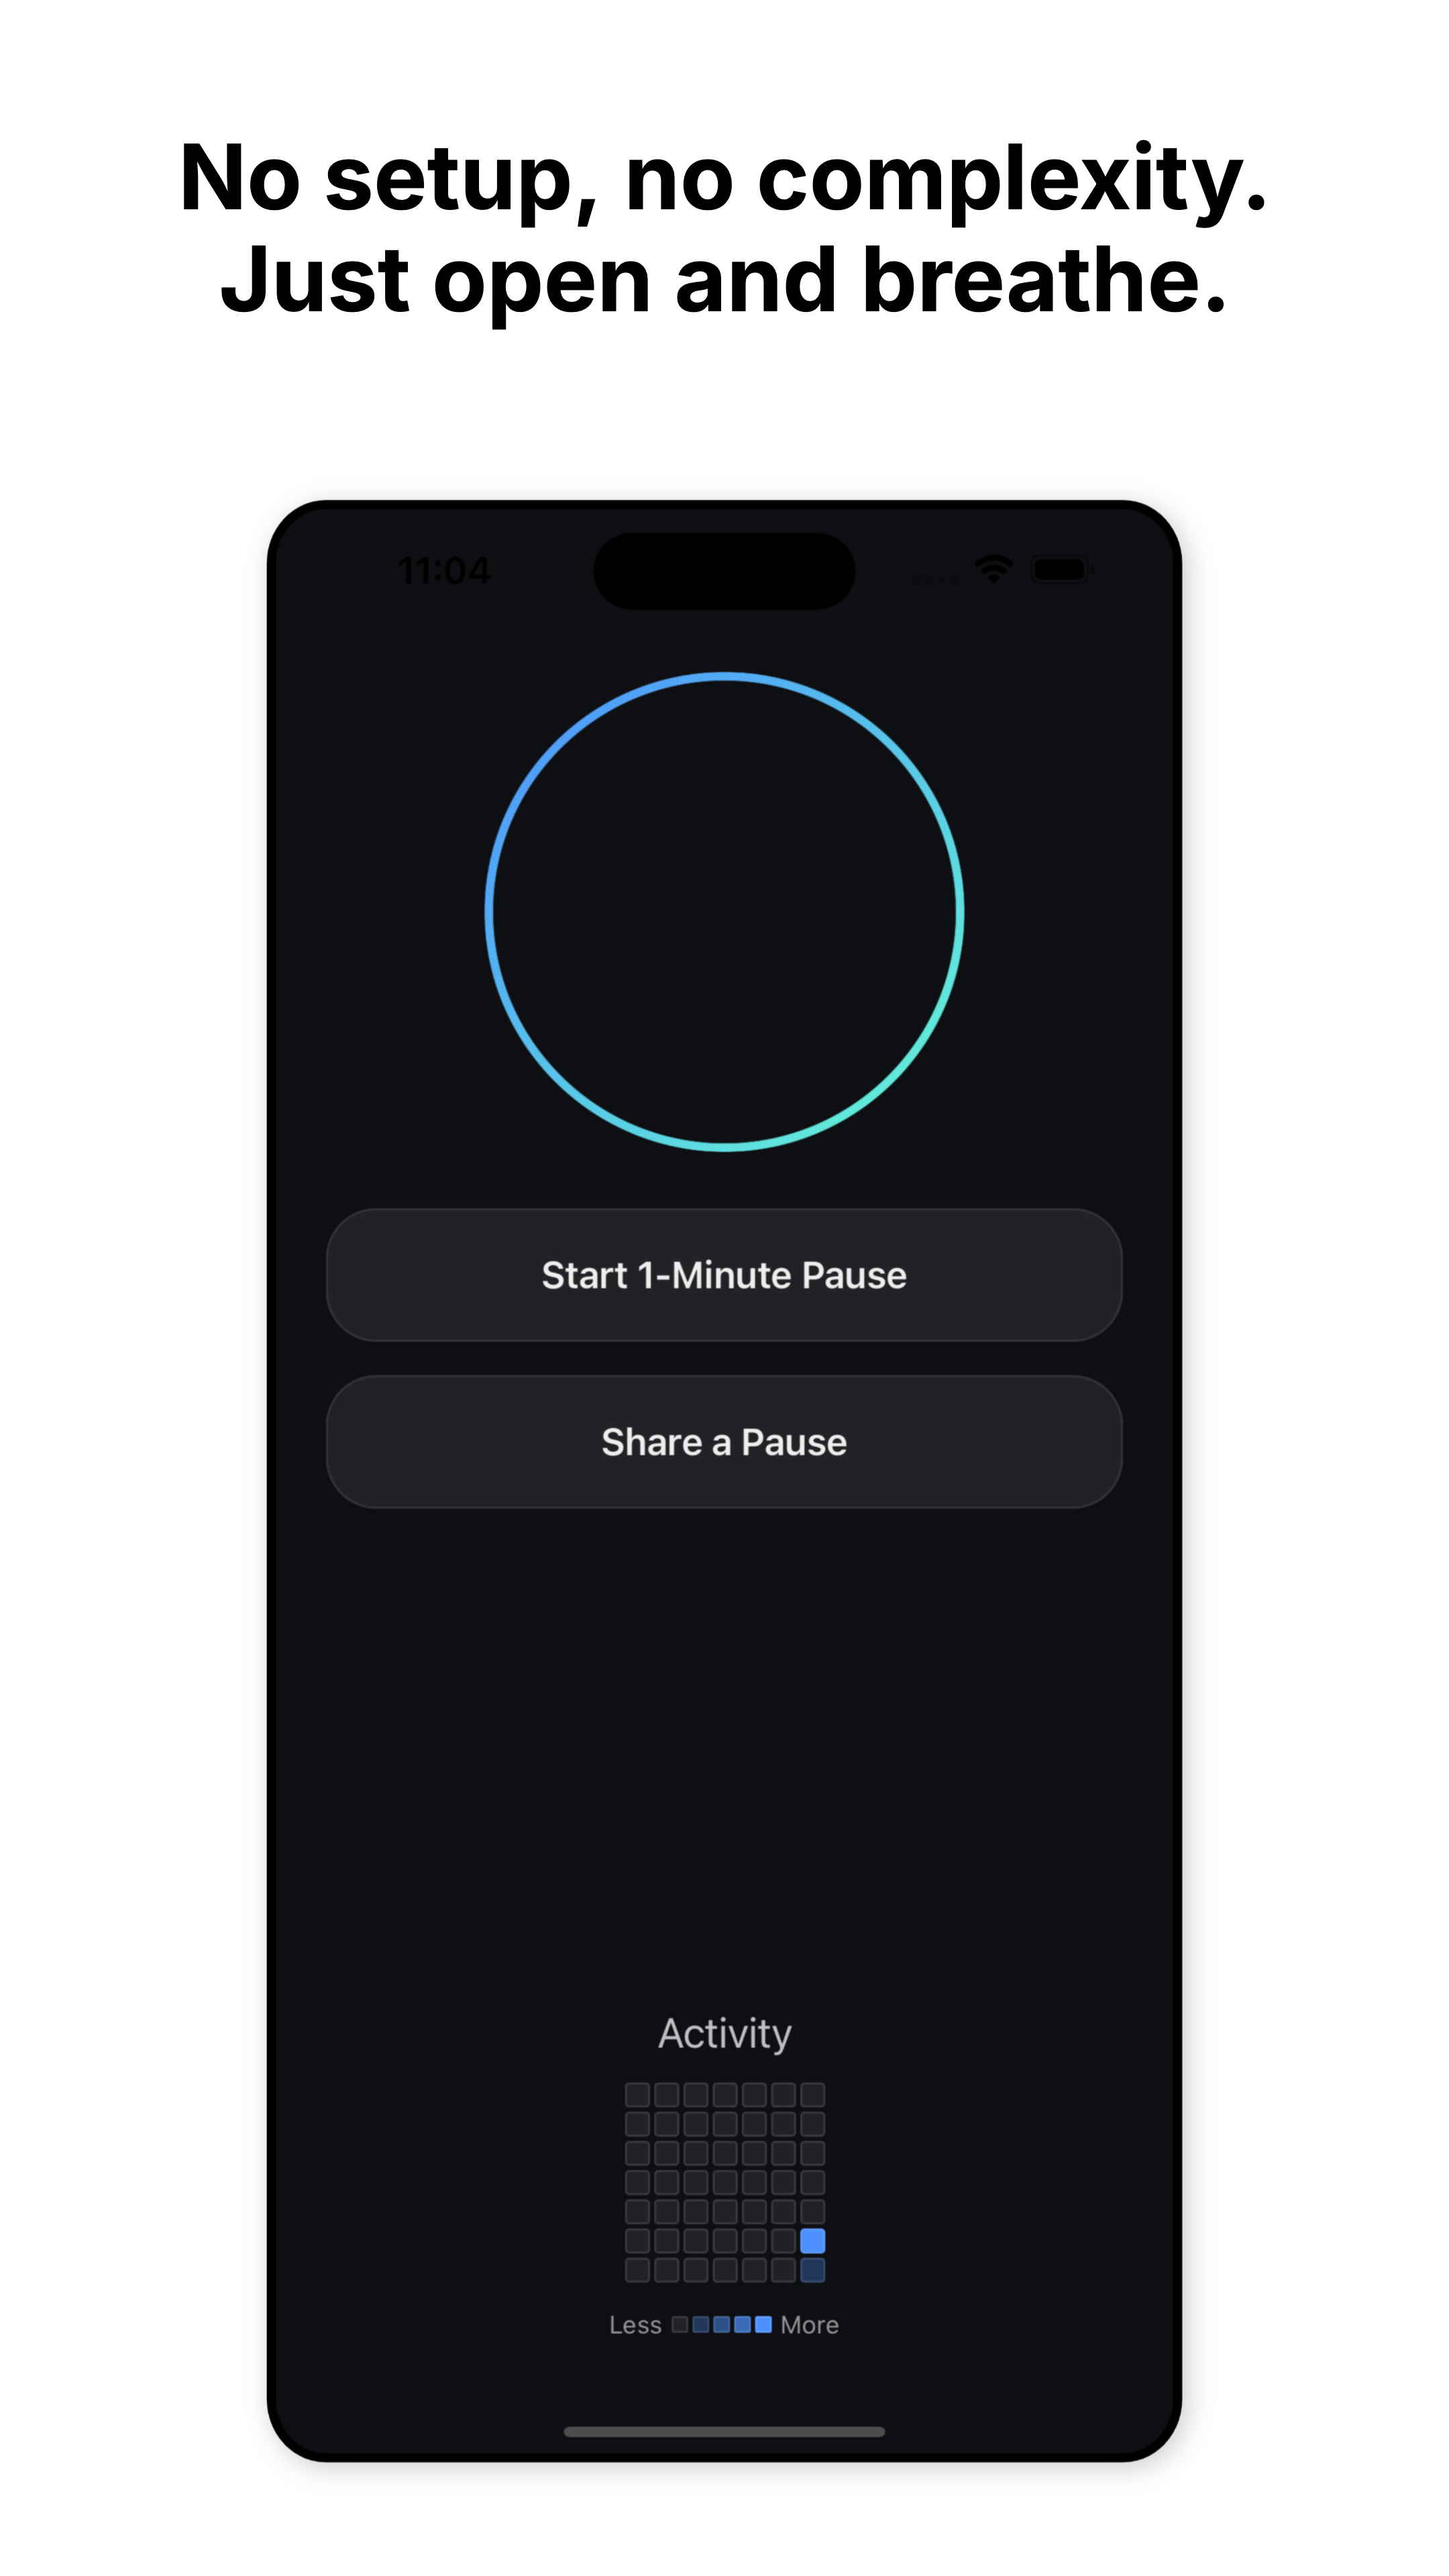 No setup, no complexity.
Just open and breathe.
11:04
Start 1-Minute Pause
Share a Pause
Activity
Less More